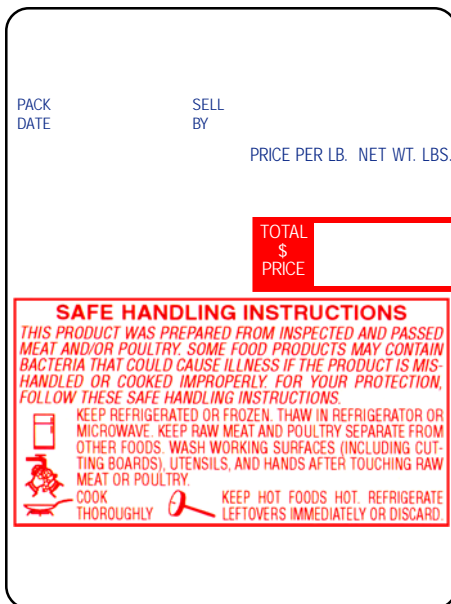 PACK SELL
DATE BY
PRICE PER LB. NET WT. LBS.
TOTAL
$
PRICE
SAFE HANDLING INSTRUCTIONS
THIS PRODUCT WAS PREPARED FROM INSPECTED AND PASSED
MEAT AND/OR POULTRY. SOME FOOD PRODUCTS MAY CONTAIN
BACTERIA THAT COULD CAUSE ILLNESS IF THE PRODUCT IS MIS-
HANDLED OR COOKED IMPROPERLY. FOR YOUR PROTECTION,
FOLLOW THESE SAFE HANDLING INSTRUCTIONS.
KEEP REFRIGERATED OR FROZEN. THAW IN REFRIGERATOR OR
MICROWAVE. KEEP RAW MEAT AND POULTRY SEPARATE FROM
OTHER FOODS. WASH WORKING SURFACES (INCLUDING CUT-
TING BOARDS), UTENSILS, AND HANDS AFTER TOUCHING RAW
MEAT OR POULTRY.
COOK
THOROUGHLY
KEEP HOT FOODS HOT. REFRIGERATE
LEFTOVERS IMMEDIATELY OR DISCARD.